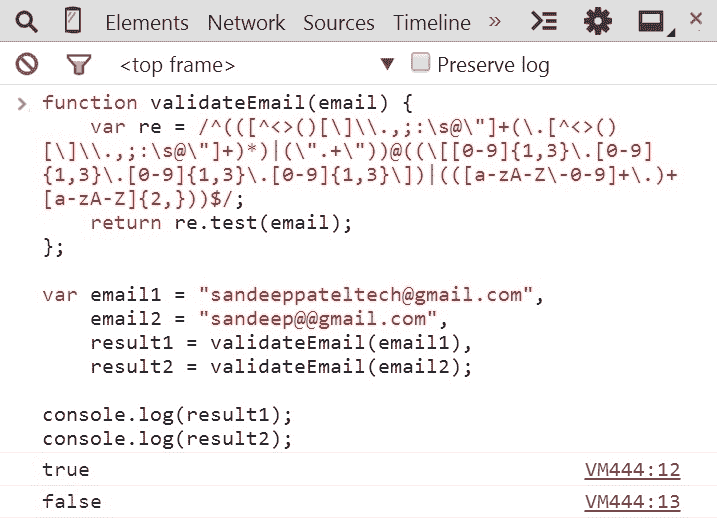 Elements Network Sources Timeline »
<top frame> ▼ Preserve log
> function validateEmail(email) {
    var re = /^(([^<>()[\]\\.,;:\s@\"]+(\.[^<>()
[\]\\.,;:\s@\"]+)*)|(\".+\"))@((\[[0-9]{1,3}\.[0-9]
{1,3}\.[0-9]{1,3}\.[0-9]{1,3}\])|(([a-zA-Z\-0-9]+\.)+
[a-zA-Z]{2,}))$/;
    return re.test(email);
};
var email1 = "sandeeppateltech@gmail.com",
    email2 = "sandeep@@gmail.com",
    result1 = validateEmail(email1),
    result2 = validateEmail(email2);
console.log(result1);
console.log(result2);
true VM444:12
false VM444:13